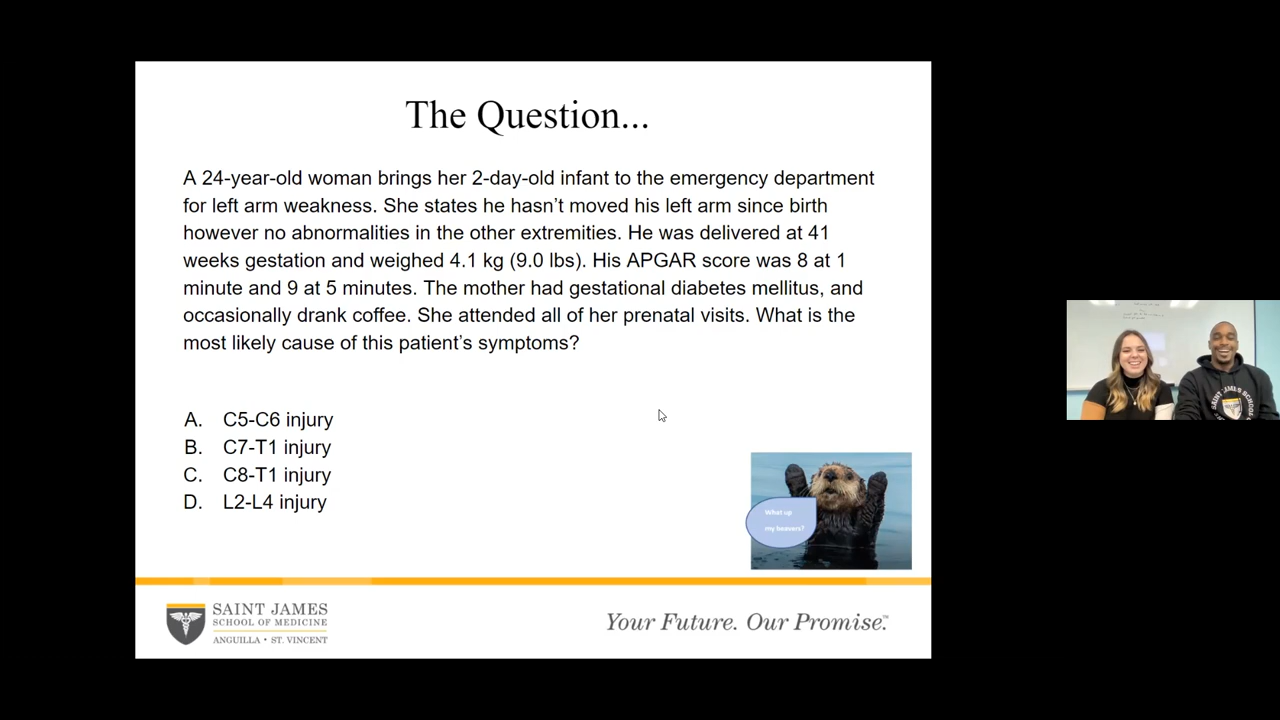 The Question...
A 24-year-old woman brings her 2-day-old infant to the emergency department
for left arm weakness. She states he hasn’t moved his left arm since birth
however no abnormalities in the other extremities. He was delivered at 41
weeks gestation and weighed 4.1 kg (9.0 lbs). His APGAR score was 8 at 1
minute and 9 at 5 minutes. The mother had gestational diabetes mellitus, and
occasionally drank coffee. She attended all of her prenatal visits. What is the
most likely cause of this patient’s symptoms?
A. C5-C6 injury
B. C7-T1 injury
C. C8-T1 injury
D. L2-L4 injury
What up
my beavers?
SAINT JAMES
SCHOOL OF MEDICINE
ANGUILLA • ST. VINCENT
Your Future. Our Promise.™